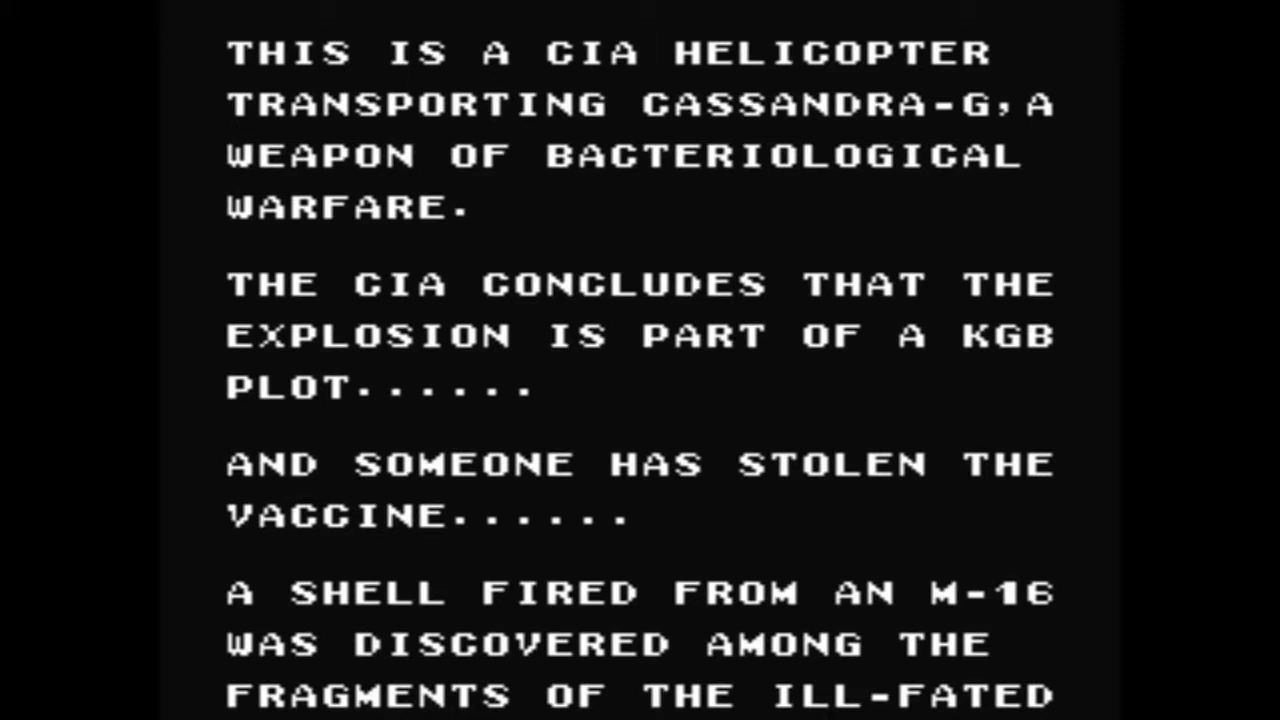 THIS IS A CIA HELICOPTER
TRANSPORTING CASSANDRA-G,A
WEAPON OF BACTERIOLOGICAL
WARFARE.
THE CIA CONCLUDES THAT THE
EXPLOSION IS PART OF A KGB
PLOT......
AND SOMEONE HAS STOLEN THE
VACCINE......
A SHELL FIRED FROM AN M-16
WAS DISCOVERED AMONG THE
FRAGMENTS OF THE ILL-FATED